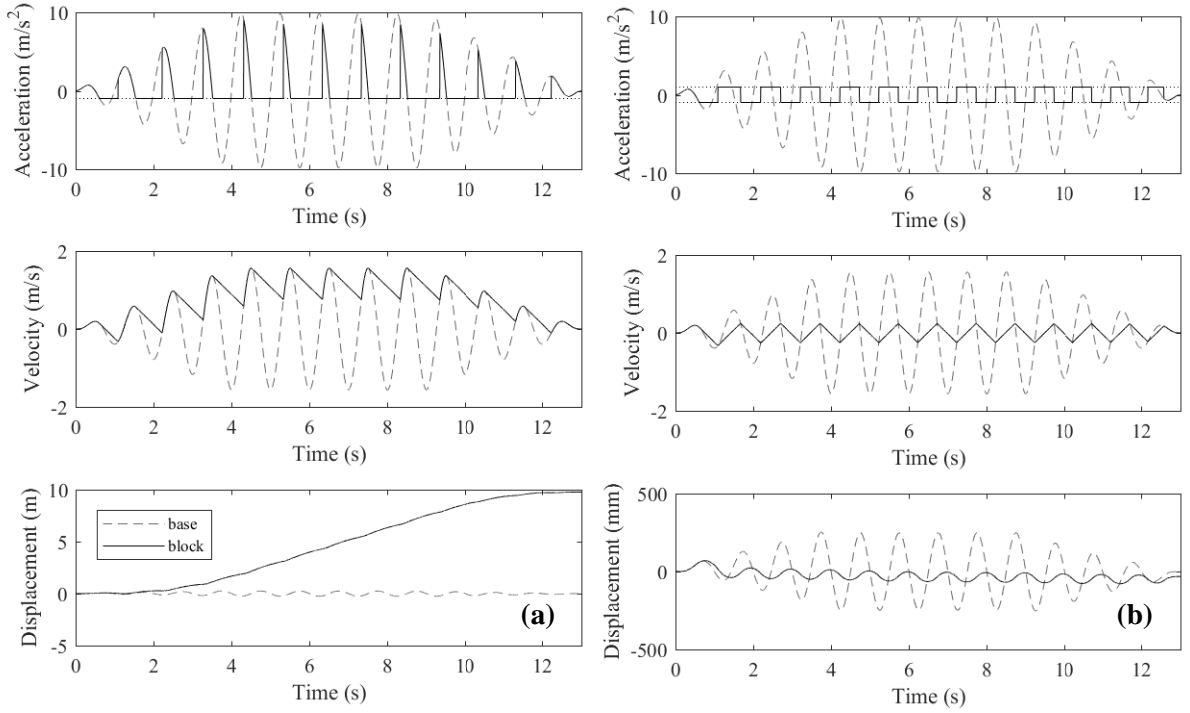 Acceleration (m/s²)
10
0
-10
0 2 4 6 8 10 12
Time (s)
Velocity (m/s)
2
0
-2
0 2 4 6 8 10 12
Time (s)
Displacement (m)
10
5
0
-5
base
block
(a)
0 2 4 6 8 10 12
Time (s)
Acceleration (m/s²)
10
0
-10
0 2 4 6 8 10 12
Time (s)
Velocity (m/s)
2
0
-2
0 2 4 6 8 10 12
Time (s)
Displacement (mm)
500
0
-500
(b)
0 2 4 6 8 10 12
Time (s)